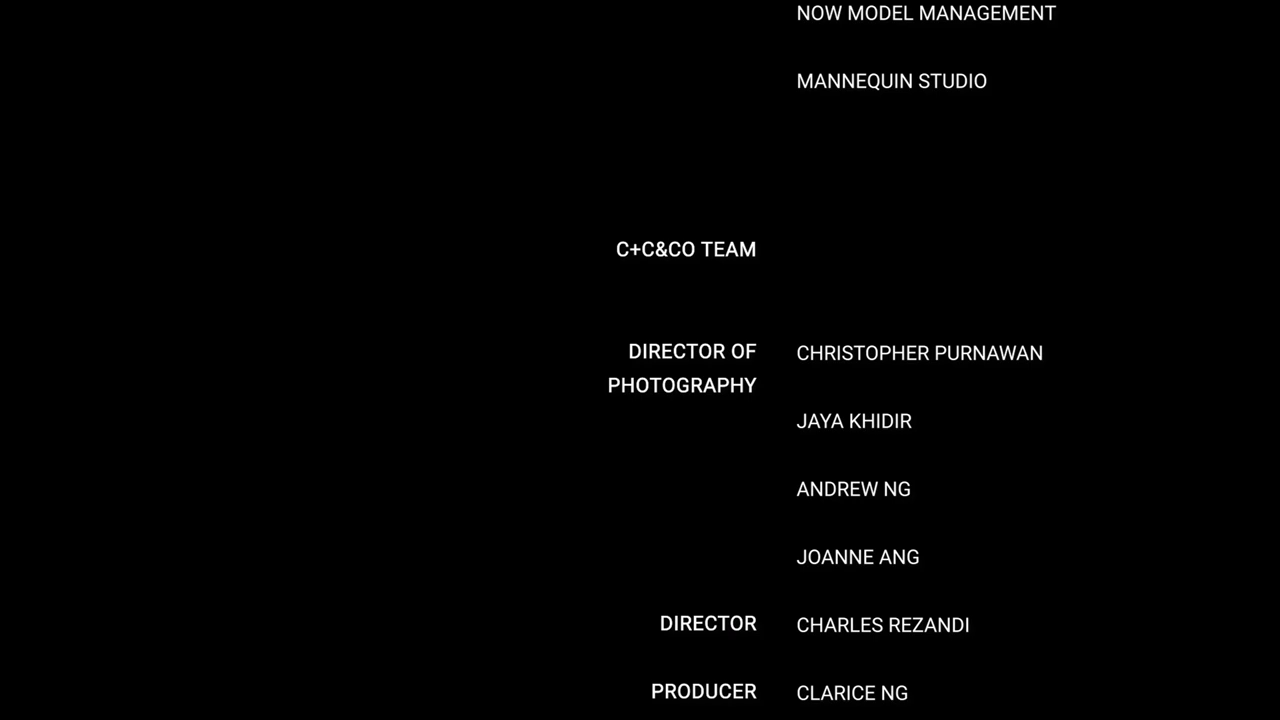 NOW MODEL MANAGEMENT
MANNEQUIN STUDIO
C+C&CO TEAM
DIRECTOR OF PHOTOGRAPHY
CHRISTOPHER PURNAWAN
JAYA KHIDIR
ANDREW NG
JOANNE ANG
DIRECTOR CHARLES REZANDI
PRODUCER CLARICE NG